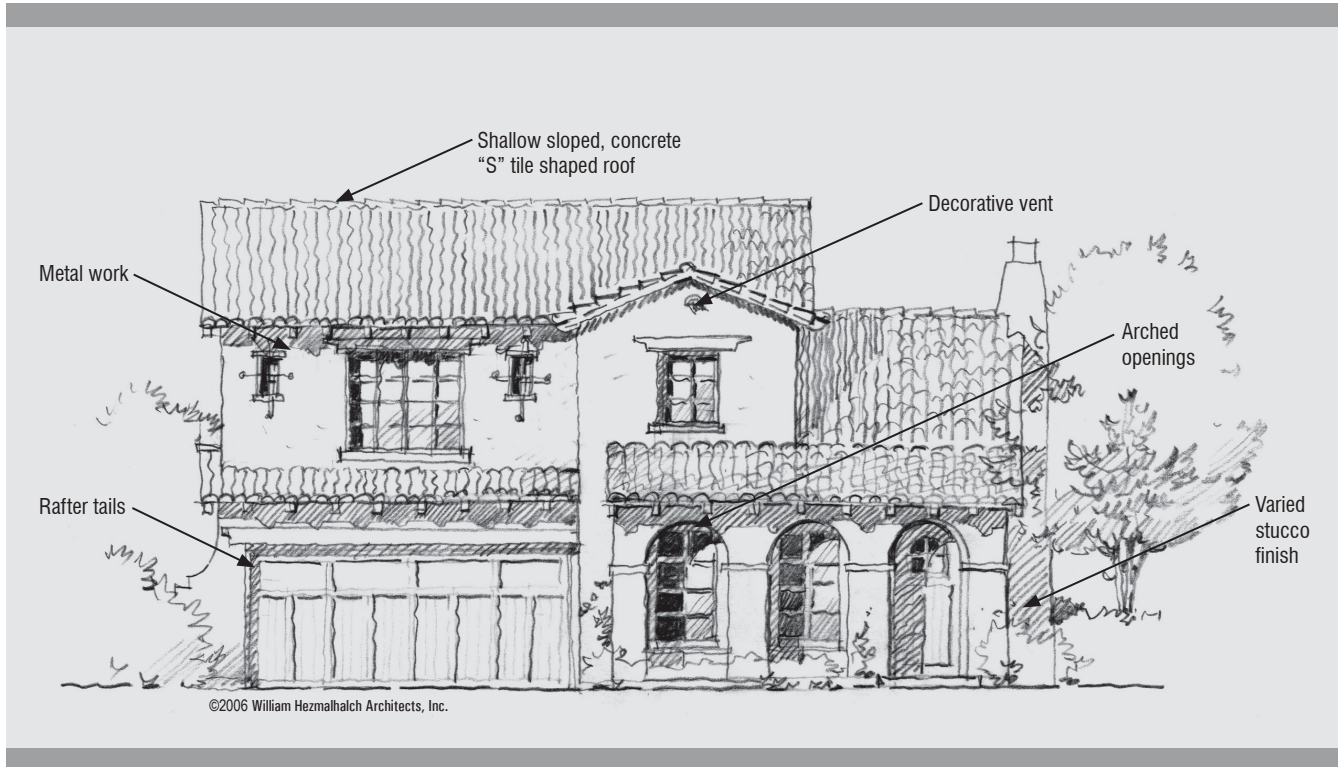 Shallow sloped, concrete
“S” tile shaped roof
Decorative vent
Metal work
Arched
openings
Rafter tails
Varied
stucco
finish
©2006 William Hezmalhalch Architects, Inc.